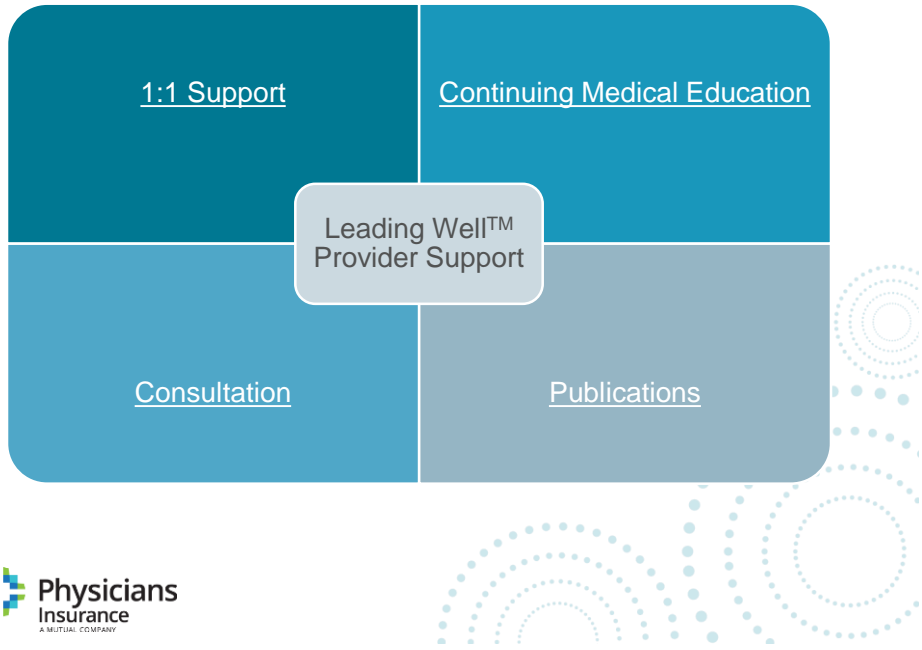 1:1 Support
Continuing Medical Education
Leading Well™
Provider Support
Consultation
Publications
Physicians
Insurance
A MUTUAL COMPANY